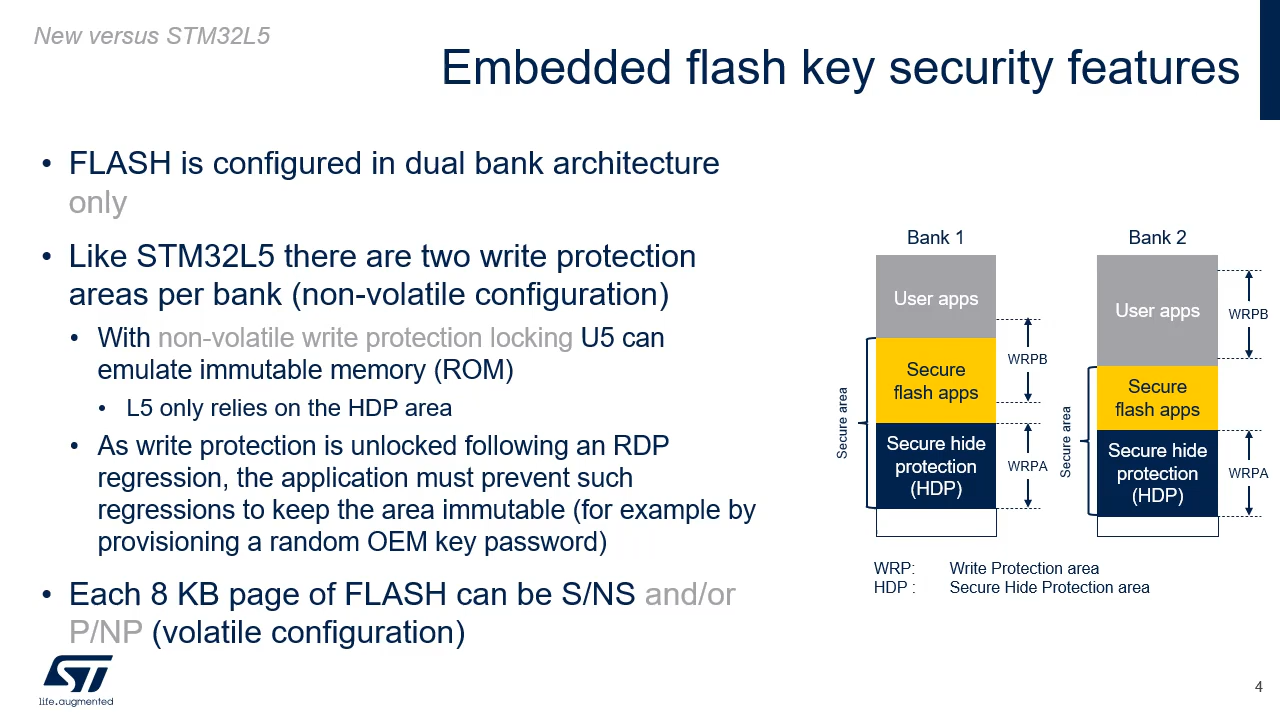 New versus STM32L5
Embedded flash key security features
• FLASH is configured in dual bank architecture
only
• Like STM32L5 there are two write protection
areas per bank (non-volatile configuration)
• With non-volatile write protection locking U5 can
emulate immutable memory (ROM)
• L5 only relies on the HDP area
• As write protection is unlocked following an RDP
regression, the application must prevent such
regressions to keep the area immutable (for example by
provisioning a random OEM key password)
• Each 8 KB page of FLASH can be S/NS and/or
P/NP (volatile configuration)
Bank 1
User apps
Secure
flash apps
Secure hide
protection
(HDP)
Secure area
WRPB
WRPA
Bank 2
User apps
Secure
flash apps
Secure hide
protection
(HDP)
Secure area
WRPB
WRPA
WRP: Write Protection area
HDP : Secure Hide Protection area
ST
life.augmented
4